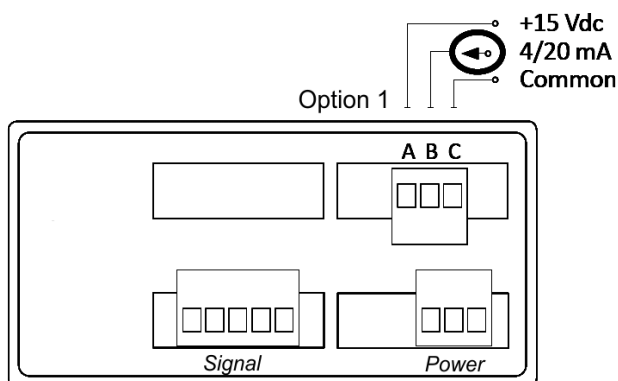 +15 Vdc
4/20 mA
Common
Option 1
A B C
Signal
Power